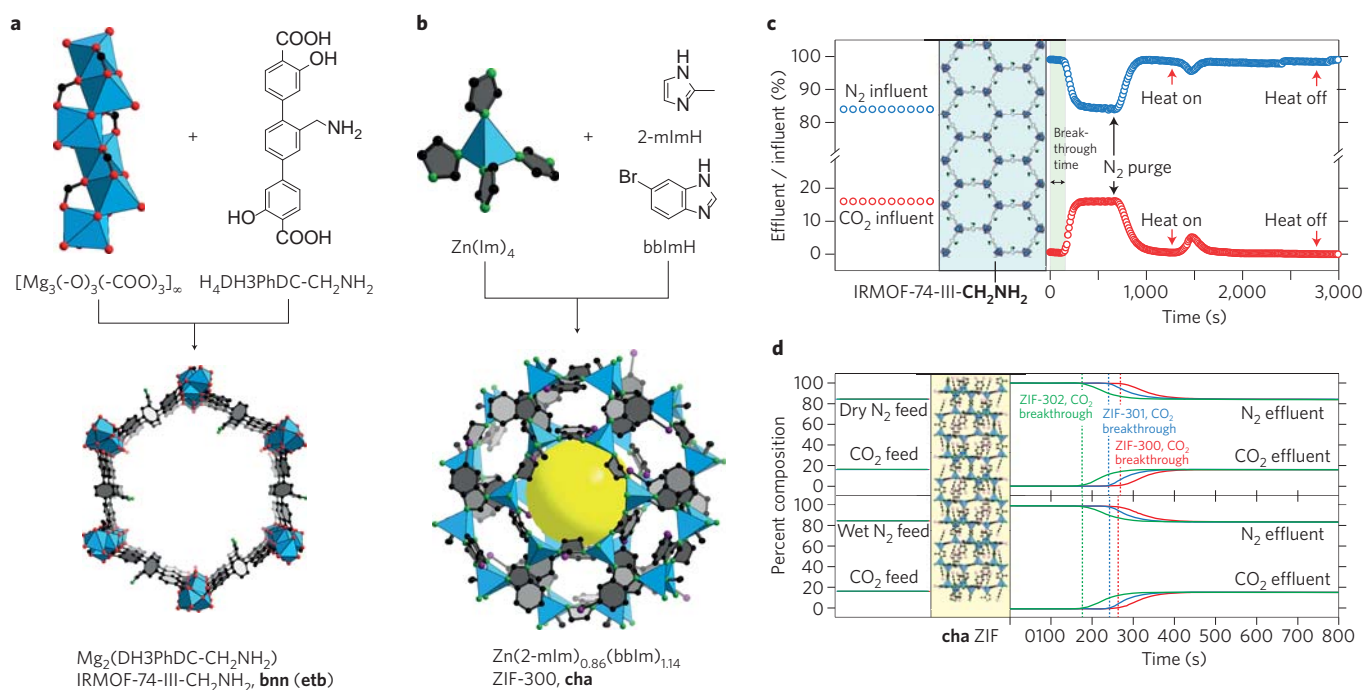 a
COOH
OH
NH2
HO
COOH
+
[Mg3(-O)3(-COO)3]∞
H4DH3PhDC-CH2NH2
Mg2(DH3PhDC-CH2NH2)
IRMOF-74-III-CH2NH2, bnn (etb)
b
+
H
N
N
2-mImH
Br
H
N
N
bbImH
Zn(Im)4
Zn(2-mIm)0.86(bbIm)1.14
ZIF-300, cha
c
Effluent / influent (%)
100
90
80
20
10
0
N2 influent
CO2 influent
Break-
through
time
N2 purge
Heat on
Heat off
Heat on
Heat off
IRMOF-74-III-CH2NH2
0
1,000
2,000
3,000
Time (s)
d
Percent composition
100
80
60
40
20
0
100
80
60
40
20
0
Dry N2 feed
CO2 feed
Wet N2 feed
CO2 feed
ZIF-302, CO2
breakthrough
ZIF-301, CO2
breakthrough
ZIF-300, CO2
breakthrough
N2 effluent
CO2 effluent
N2 effluent
CO2 effluent
cha ZIF
0100
200
300
400
500
600
700
800
Time (s)